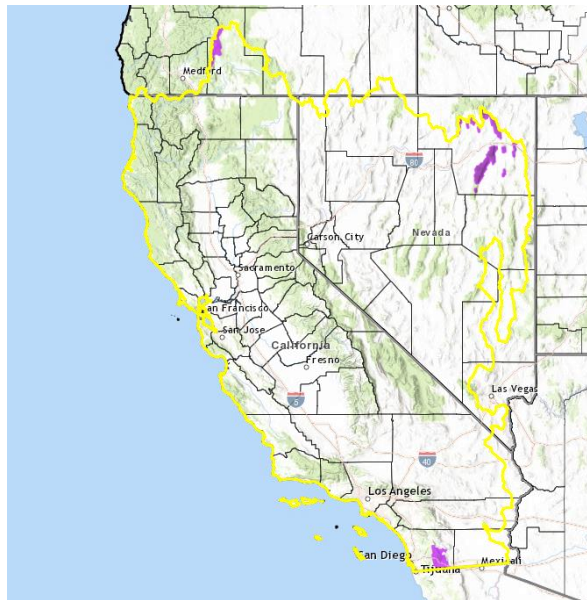 Medford
80
Nevada
Carson City
Sacramento
San Francisco
San Jose
California
Fresno
5
Las Vegas
40
Los Angeles
San Diego
Tijuana
Mexicali